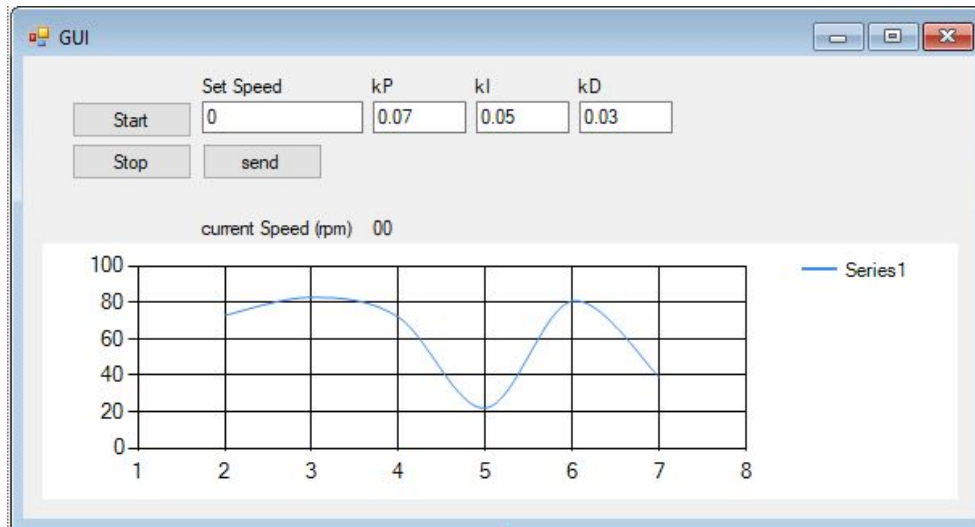 GUI
Set Speed kP kI kD
Start 0 0.07 0.05 0.03
Stop send
current Speed (rpm) 00
100
80
60
40
20
0
1 2 3 4 5 6 7 8
Series1